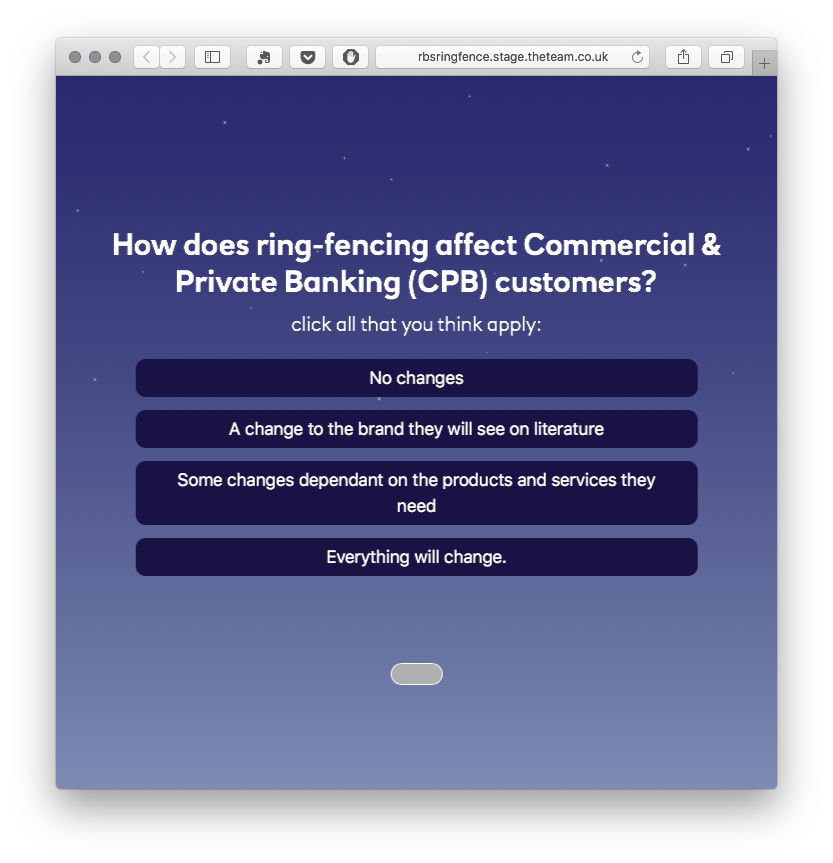 rbsringfence.stage.theteam.co.uk
How does ring-fencing affect Commercial &
Private Banking (CPB) customers?
click all that you think apply:
No changes
A change to the brand they will see on literature
Some changes dependant on the products and services they
need
Everything will change.